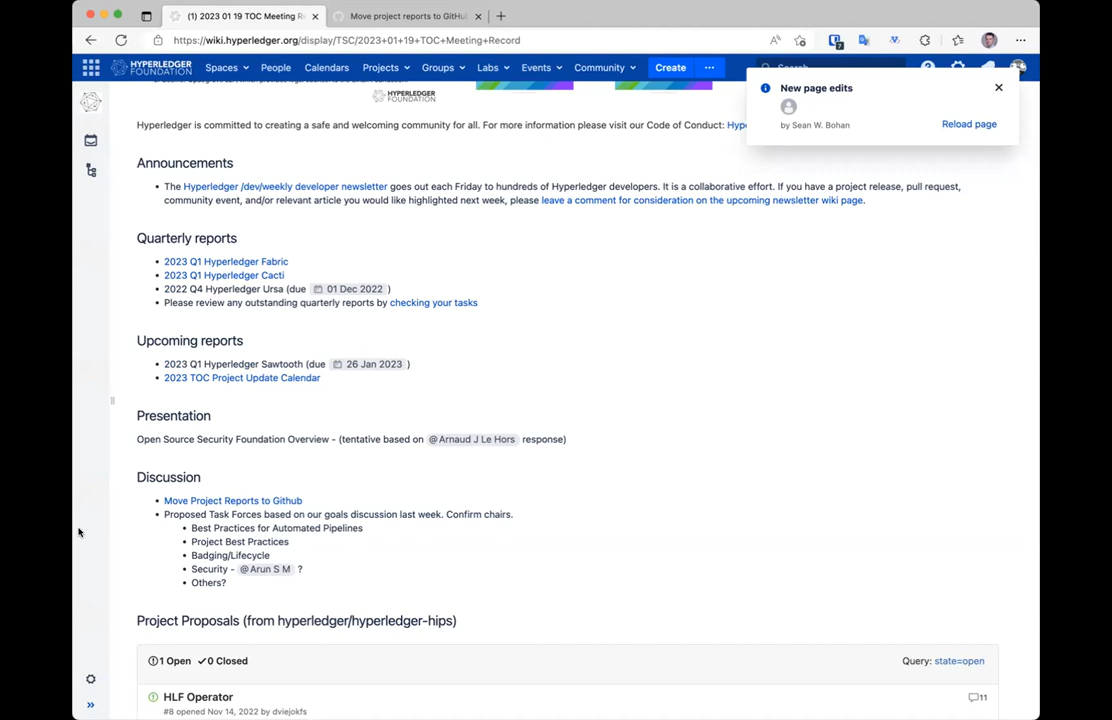 (1) 2023 01 19 TOC Meeting R
Move project reports to GitHu
https://wiki.hyperledger.org/display/TSC/2023+01+19+TOC+Meeting+Record
HYPERLEDGER FOUNDATION Spaces People Calendars Projects Groups Labs Events Community Create ... Search
HYPERLEDGER FOUNDATION
New page edits
by Sean W. Bohan Reload page
Hyperledger is committed to creating a safe and welcoming community for all. For more information please visit our Code of Conduct: Hype
Announcements
• The Hyperledger /dev/weekly developer newsletter goes out each Friday to hundreds of Hyperledger developers. It is a collaborative effort. If you have a project release, pull request,
community event, and/or relevant article you would like highlighted next week, please leave a comment for consideration on the upcoming newsletter wiki page.
Quarterly reports
• 2023 Q1 Hyperledger Fabric
• 2023 Q1 Hyperledger Cacti
• 2022 Q4 Hyperledger Ursa (due 01 Dec 2022 )
• Please review any outstanding quarterly reports by checking your tasks
Upcoming reports
• 2023 Q1 Hyperledger Sawtooth (due 26 Jan 2023 )
• 2023 TOC Project Update Calendar
Presentation
Open Source Security Foundation Overview - (tentative based on @Arnaud J Le Hors response)
Discussion
• Move Project Reports to Github
• Proposed Task Forces based on our goals discussion last week. Confirm chairs.
• Best Practices for Automated Pipelines
• Project Best Practices
• Badging/Lifecycle
• Security - @Arun S M ?
• Others?
Project Proposals (from hyperledger/hyperledger-hips)
1 Open ✓0 Closed Query: state=open
HLF Operator 11
#8 opened Nov 14, 2022 by dviejokfs